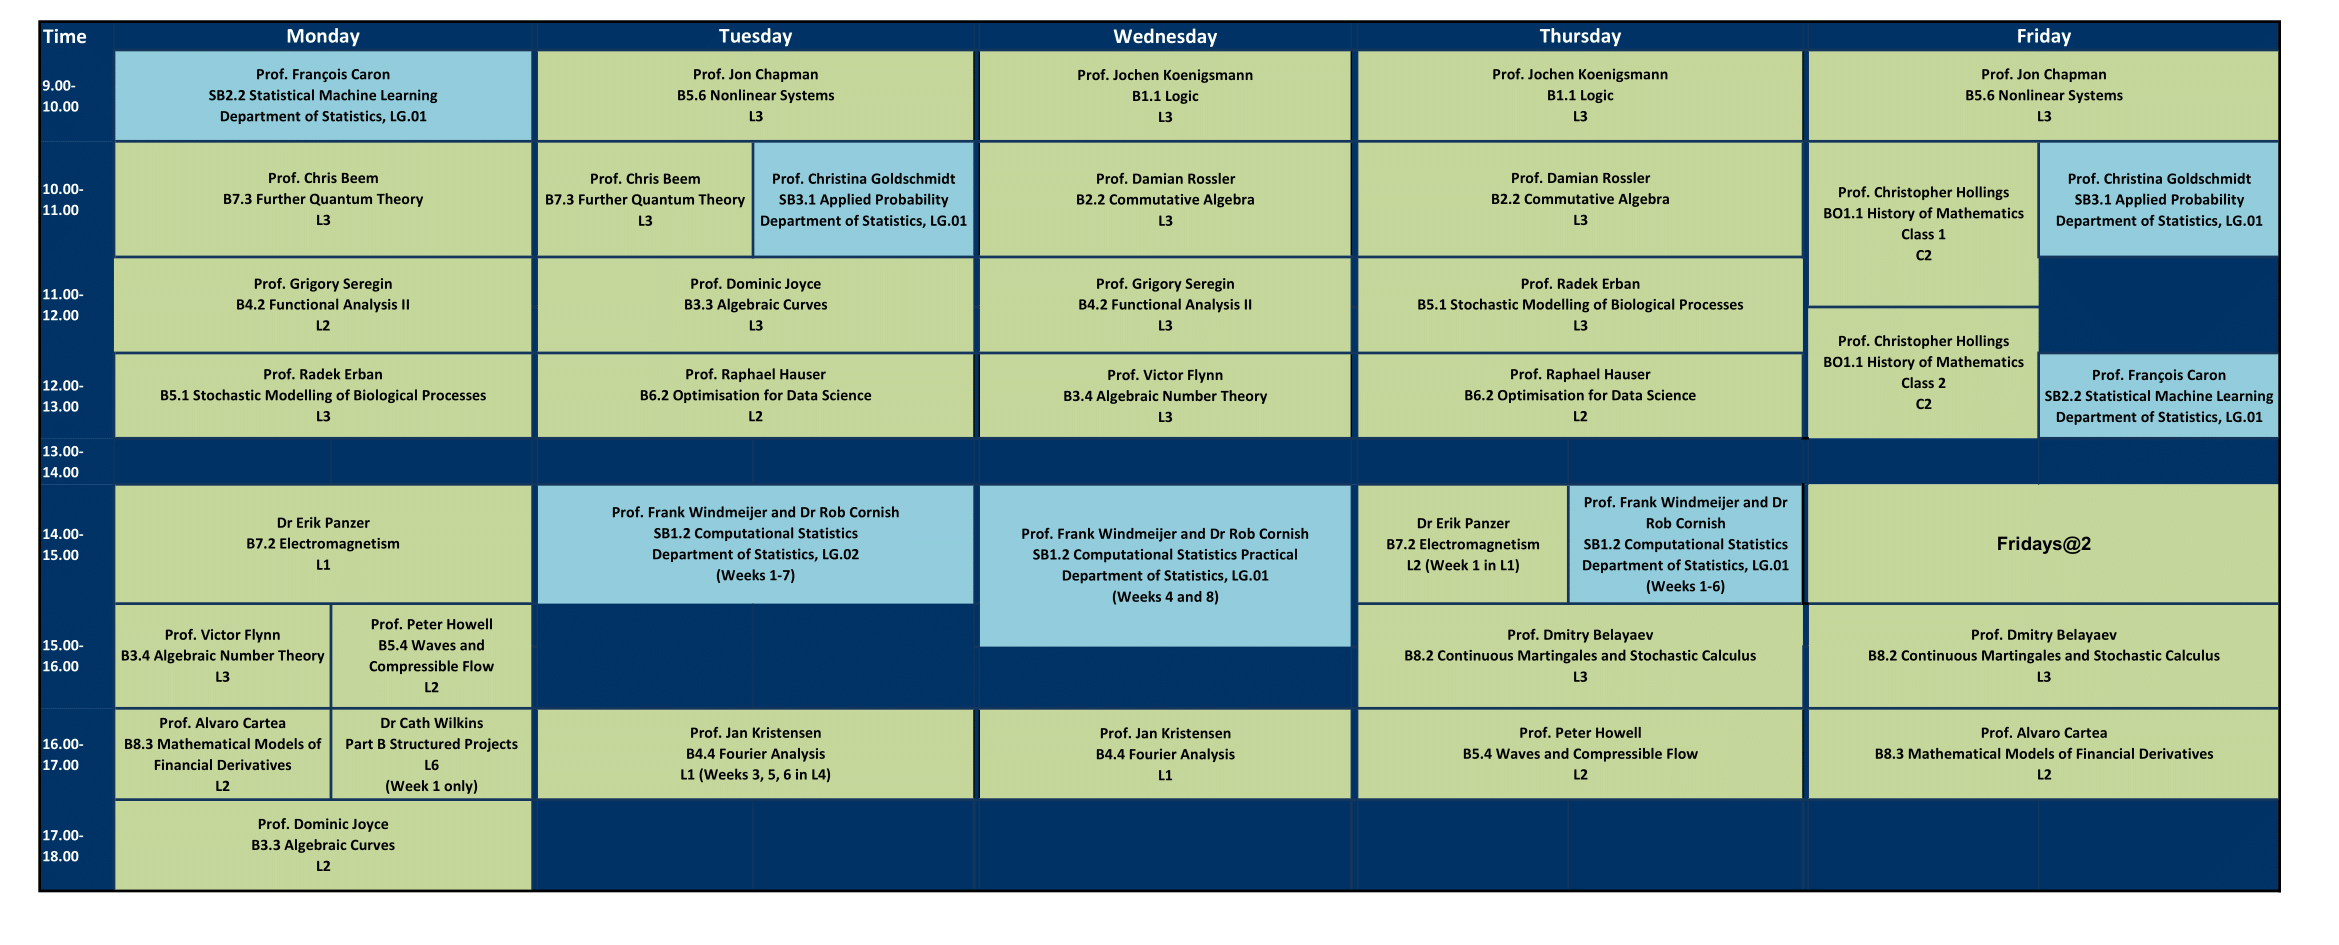 Time
Monday
Tuesday
Wednesday
Thursday
Friday
9.00-
10.00
Prof. François Caron
SB2.2 Statistical Machine Learning
Department of Statistics, LG.01
Prof. Jon Chapman
B5.6 Nonlinear Systems
L3
Prof. Jochen Koenigsmann
B1.1 Logic
L3
Prof. Jochen Koenigsmann
B1.1 Logic
L3
Prof. Jon Chapman
B5.6 Nonlinear Systems
L3
10.00-
11.00
Prof. Chris Beem
B7.3 Further Quantum Theory
L3
Prof. Chris Beem
B7.3 Further Quantum Theory
L3
Prof. Christina Goldschmidt
SB3.1 Applied Probability
Department of Statistics, LG.01
Prof. Damian Rossler
B2.2 Commutative Algebra
L3
Prof. Damian Rossler
B2.2 Commutative Algebra
L3
Prof. Christopher Hollings
BO1.1 History of Mathematics
Class 1
C2
Prof. Christina Goldschmidt
SB3.1 Applied Probability
Department of Statistics, LG.01
11.00-
12.00
Prof. Grigory Seregin
B4.2 Functional Analysis II
L2
Prof. Dominic Joyce
B3.3 Algebraic Curves
L3
Prof. Grigory Seregin
B4.2 Functional Analysis II
L3
Prof. Radek Erban
B5.1 Stochastic Modelling of Biological Processes
L3
Prof. Christopher Hollings
BO1.1 History of Mathematics
Class 2
C2
12.00-
13.00
Prof. Radek Erban
B5.1 Stochastic Modelling of Biological Processes
L3
Prof. Raphael Hauser
B6.2 Optimisation for Data Science
L2
Prof. Victor Flynn
B3.4 Algebraic Number Theory
L3
Prof. Raphael Hauser
B6.2 Optimisation for Data Science
L2
Prof. François Caron
SB2.2 Statistical Machine Learning
Department of Statistics, LG.01
13.00-
14.00
14.00-
15.00
Dr Erik Panzer
B7.2 Electromagnetism
L1
Prof. Frank Windmeijer and Dr Rob Cornish
SB1.2 Computational Statistics
Department of Statistics, LG.02
(Weeks 1-7)
Prof. Frank Windmeijer and Dr Rob Cornish
SB1.2 Computational Statistics Practical
Department of Statistics, LG.01
(Weeks 4 and 8)
Dr Erik Panzer
B7.2 Electromagnetism
L2 (Week 1 in L1)
Prof. Frank Windmeijer and Dr
Rob Cornish
SB1.2 Computational Statistics
Department of Statistics, LG.01
(Weeks 1-6)
Fridays@2
15.00-
16.00
Prof. Victor Flynn
B3.4 Algebraic Number Theory
L3
Prof. Peter Howell
B5.4 Waves and
Compressible Flow
L2
Prof. Dmitry Belayaev
B8.2 Continuous Martingales and Stochastic Calculus
L3
Prof. Dmitry Belayaev
B8.2 Continuous Martingales and Stochastic Calculus
L3
16.00-
17.00
Prof. Alvaro Cartea
B8.3 Mathematical Models of
Financial Derivatives
L2
Dr Cath Wilkins
Part B Structured Projects
L6
(Week 1 only)
Prof. Jan Kristensen
B4.4 Fourier Analysis
L1 (Weeks 3, 5, 6 in L4)
Prof. Jan Kristensen
B4.4 Fourier Analysis
L1
Prof. Peter Howell
B5.4 Waves and Compressible Flow
L2
Prof. Alvaro Cartea
B8.3 Mathematical Models of Financial Derivatives
L2
17.00-
18.00
Prof. Dominic Joyce
B3.3 Algebraic Curves
L2